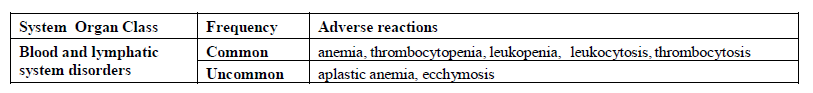 System Organ Class Frequency Adverse reactions
Blood and lymphatic system disorders Common anemia, thrombocytopenia, leukopenia, leukocytosis, thrombocytosis
Uncommon aplastic anemia, ecchymosis